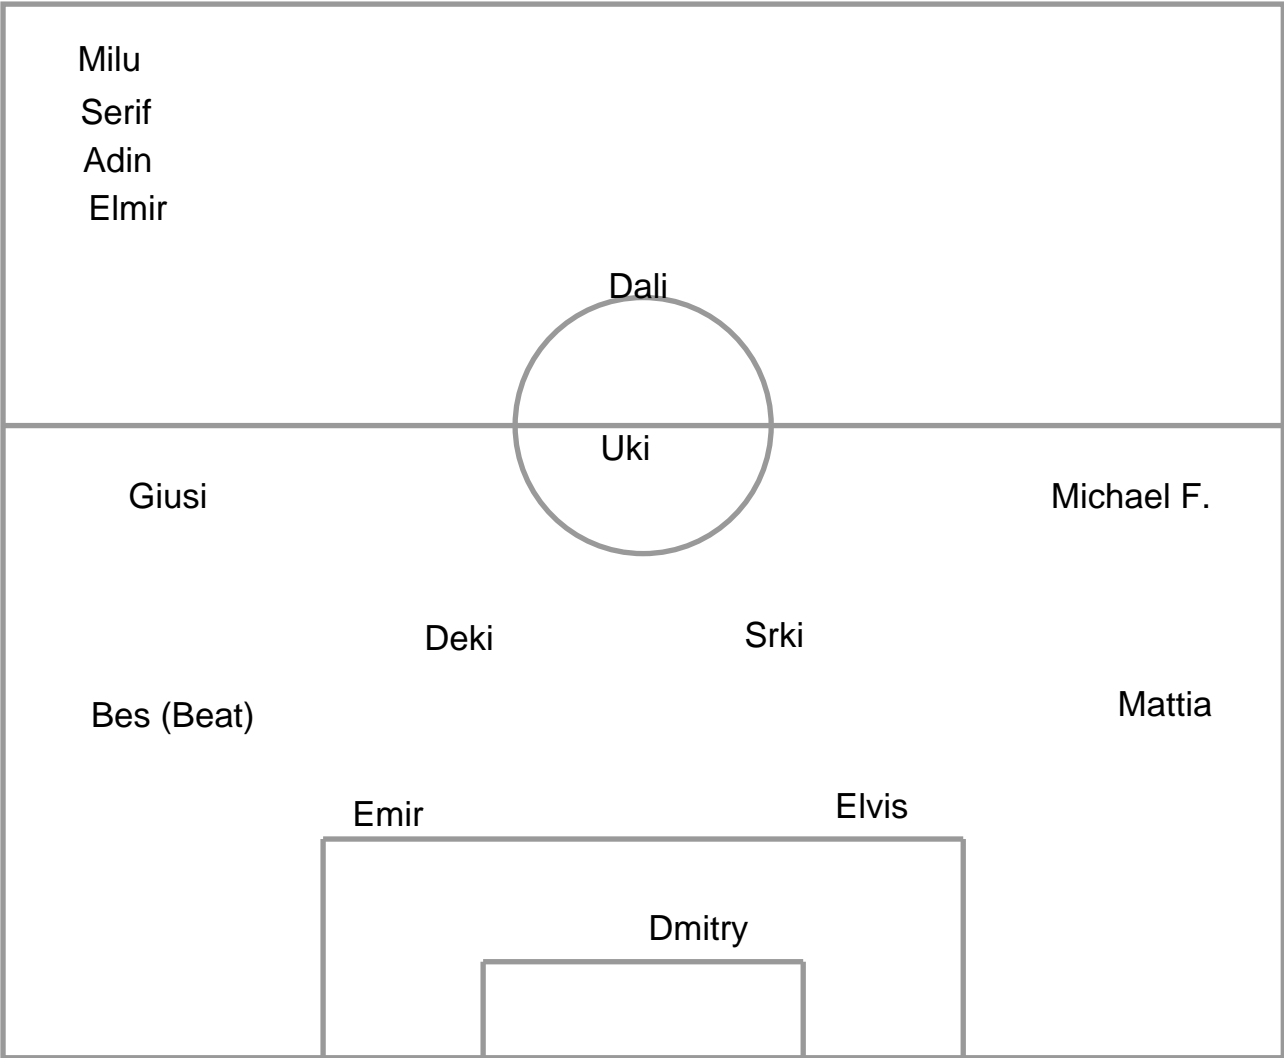 Milu
Serif
Adin
Elmir
Dali
Uki
Giusi
Michael F.
Deki
Srki
Bes (Beat)
Mattia
Emir
Elvis
Dmitry